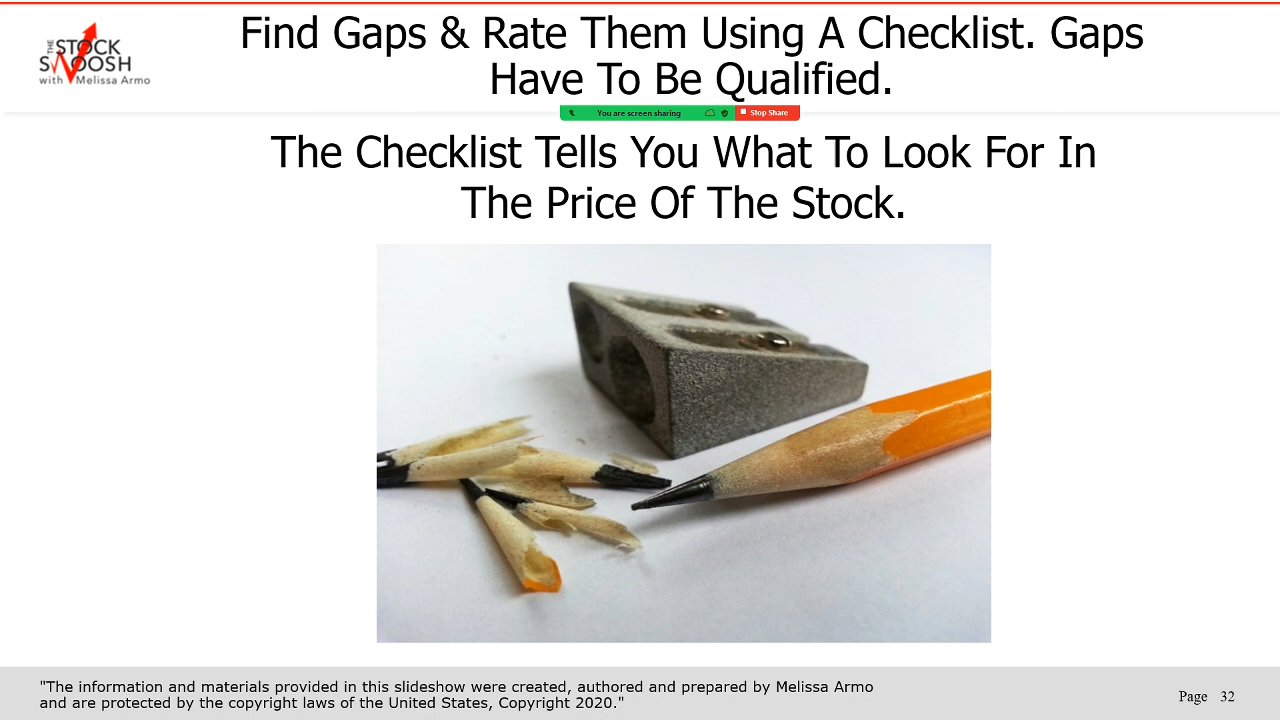 Find Gaps & Rate Them Using A Checklist. Gaps
Have To Be Qualified.
THE
STOCK
SWOOSH
with Melissa Armo
You are screen sharing
Stop Share
The Checklist Tells You What To Look For In
The Price Of The Stock.
"The information and materials provided in this slideshow were created, authored and prepared by Melissa Armo
and are protected by the copyright laws of the United States, Copyright 2020."
Page 32